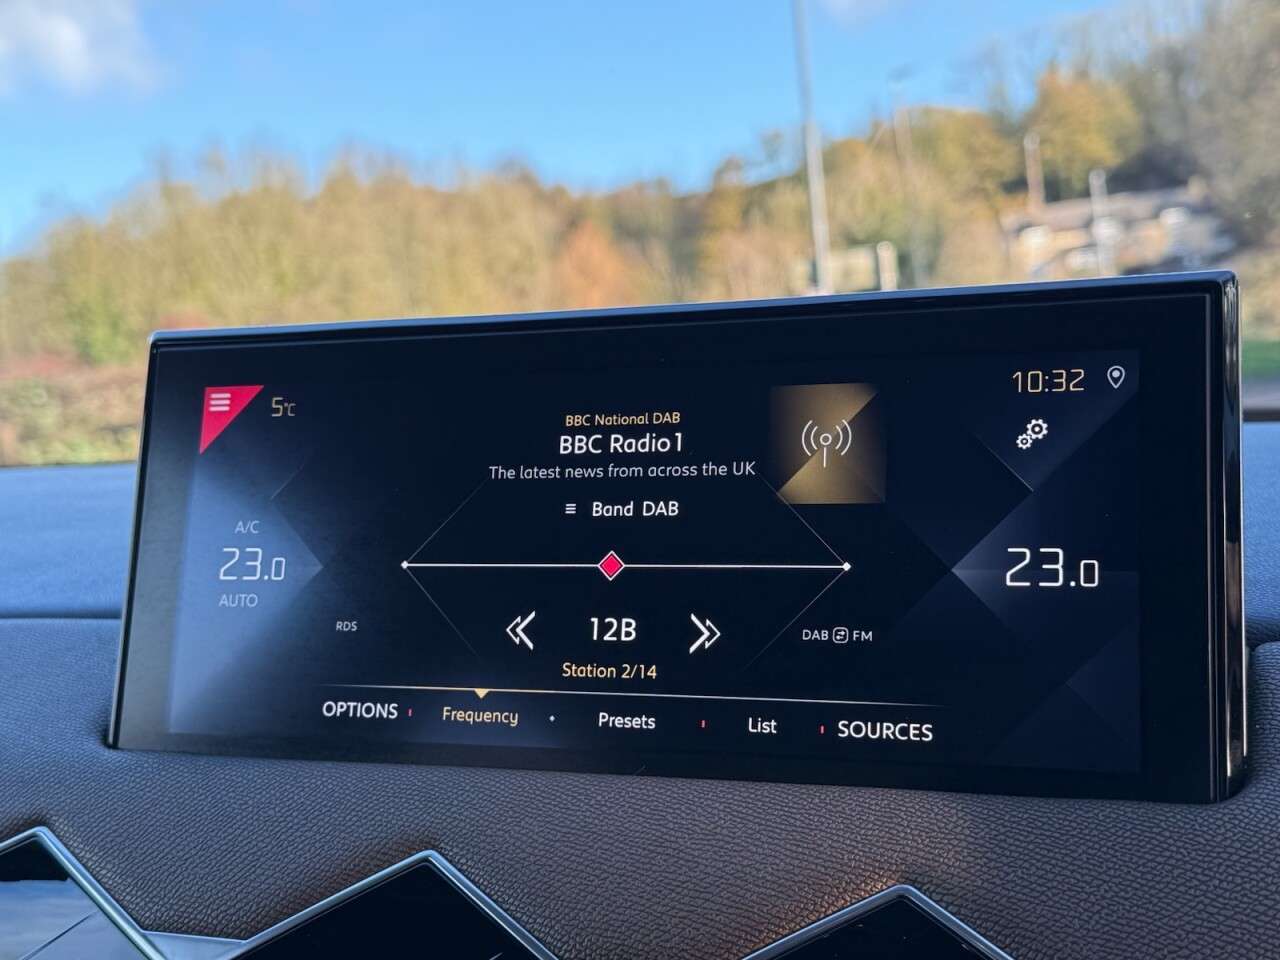 5°C
10:32
BBC National DAB
BBC Radio 1
The latest news from across the UK
Band DAB
A/C
23.0
AUTO
23.0
RDS
12B
DAB FM
Station 2/14
OPTIONS Frequency Presets List SOURCES